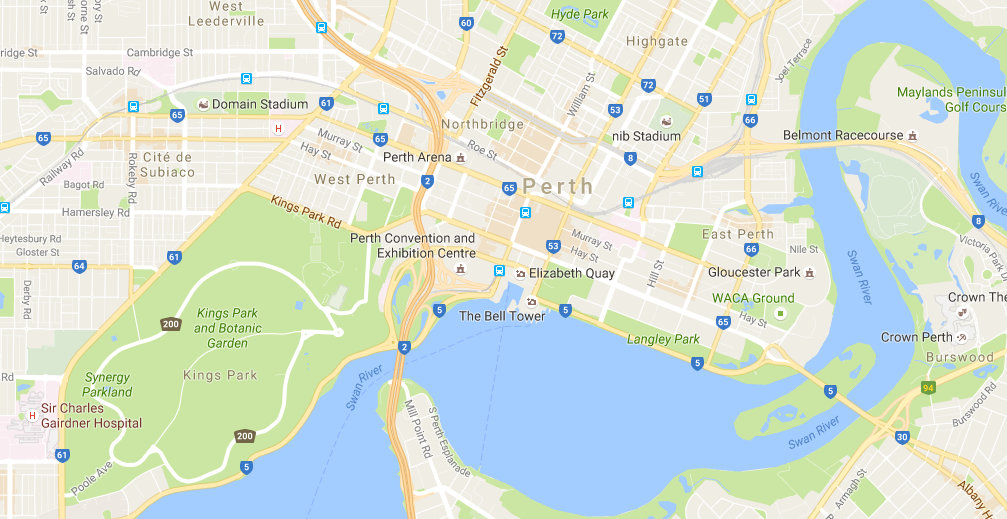 West
Leederville
Hyde Park
Highgate
60
72
Cambridge St
Salvado Rd
Fitzgerald St
William St
Joel Terrace
72
51
53
66
Maylands Peninsul
Golf Cours
Domain Stadium
61
65
65
H
65
Northbridge
nib Stadium
Belmont Racecourse
Railway Rd
Rokeby Rd
Cité de
Subiaco
Murray St
Hay St
Perth Arena
Roe St
8
West Perth
2
65
Perth
Bagot Rd
Hamersley Rd
Kings Park Rd
Swan River
8
Heytesbury Rd
Gloster St
64
61
Perth Convention and
Exhibition Centre
Murray St
Hay St
53
East Perth
66
Nile St
Victoria Park
Derby Rd
Elizabeth Quay
Hill St
Gloucester Park
Swan River
Kings Park
and Botanic
Garden
200
5
The Bell Tower
5
WACA Ground
65
Hay St
Crown The
Crown Perth
Burswood
Langley Park
2
5
Kings Park
Synergy
Parkland
Swan River
5
94
Burswood Rd
H
Sir Charles
Gairdner Hospital
200
Mill Point Rd
S Perth Esplanade
Swan River
30
61
Poole Ave
5
Armagh St
Albany H